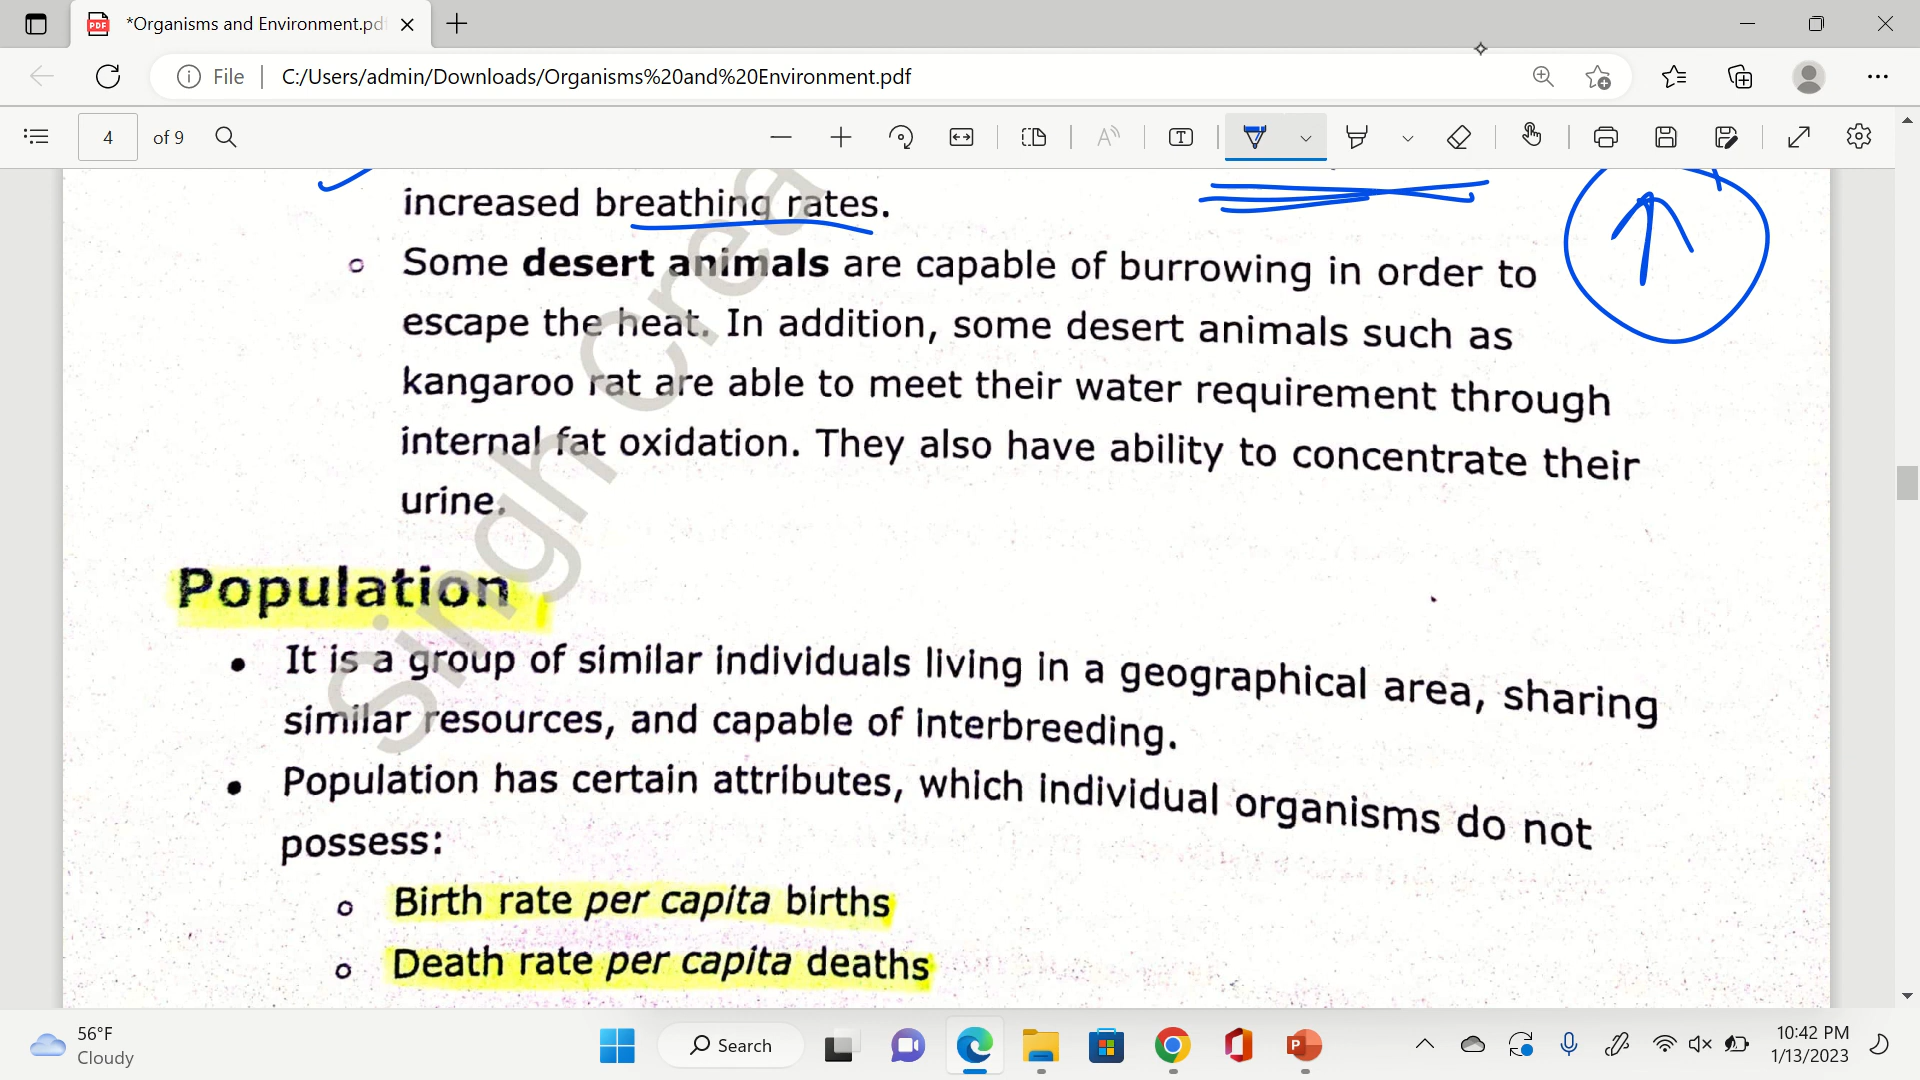 *Organisms and Environment.pd
File
C:/Users/admin/Downloads/Organisms%20and%20Environment.pdf
4 of 9
increased breathing rates.
Some desert animals are capable of burrowing in order to
escape the heat. In addition, some desert animals such as
kangaroo rat are able to meet their water requirement through
internal fat oxidation. They also have ability to concentrate their
urine.
Singh Crea
Population
It is a group of similar individuals living in a geographical area, sharing
similar resources, and capable of interbreeding.
Population has certain attributes, which individual organisms do not
possess:
Birth rate per capita births
Death rate per capita deaths
56°F
Cloudy
Search
10:42 PM
1/13/2023